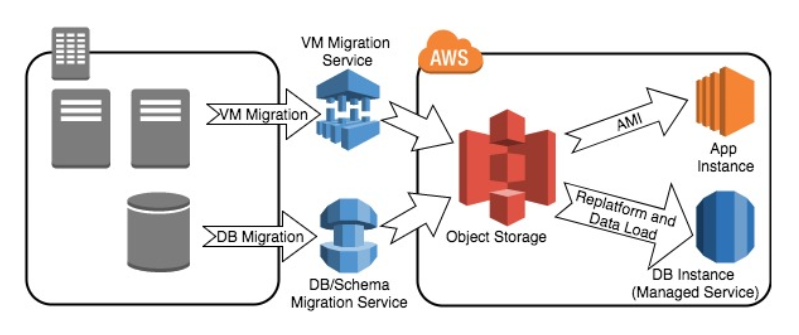 VM Migration
Service
AWS
VM Migration
AMI
App
Instance
Object Storage
Replatform and
Data Load
DB Migration
DB/Schema
Migration Service
DB Instance
(Managed Service)